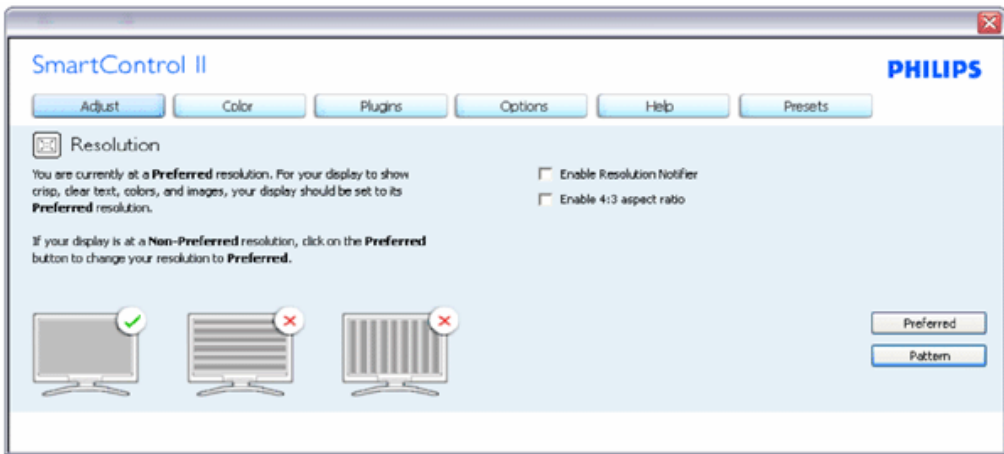 SmartControl II
PHILIPS
Adjust Color Plugins Options Help Presets
Resolution
You are currently at a Preferred resolution. For your display to show
crisp, clear text, colors, and images, your display should be set to its
Preferred resolution.
If your display is at a Non-Preferred resolution, click on the Preferred
button to change your resolution to Preferred.
Enable Resolution Notifier
Enable 4:3 aspect ratio
Preferred
Pattern